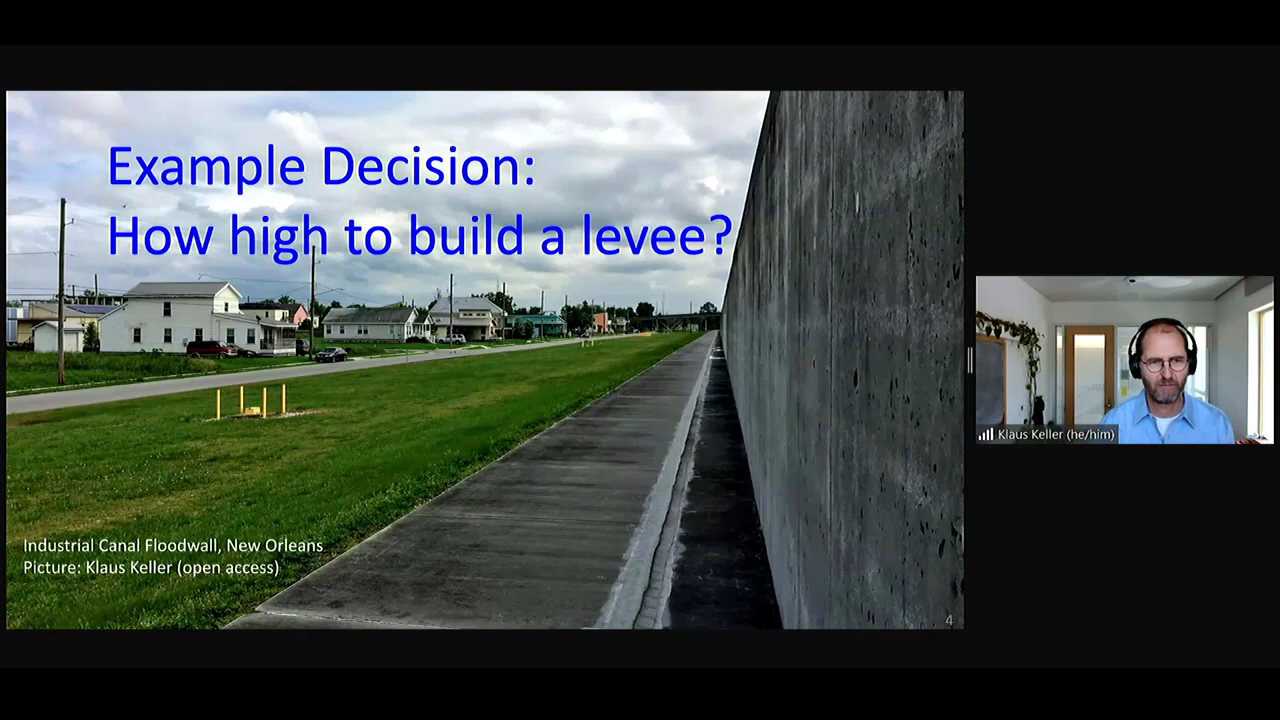 Example Decision:
How high to build a levee?
Industrial Canal Floodwall, New Orleans
Picture: Klaus Keller (open access)
4
Klaus Keller (he/him)